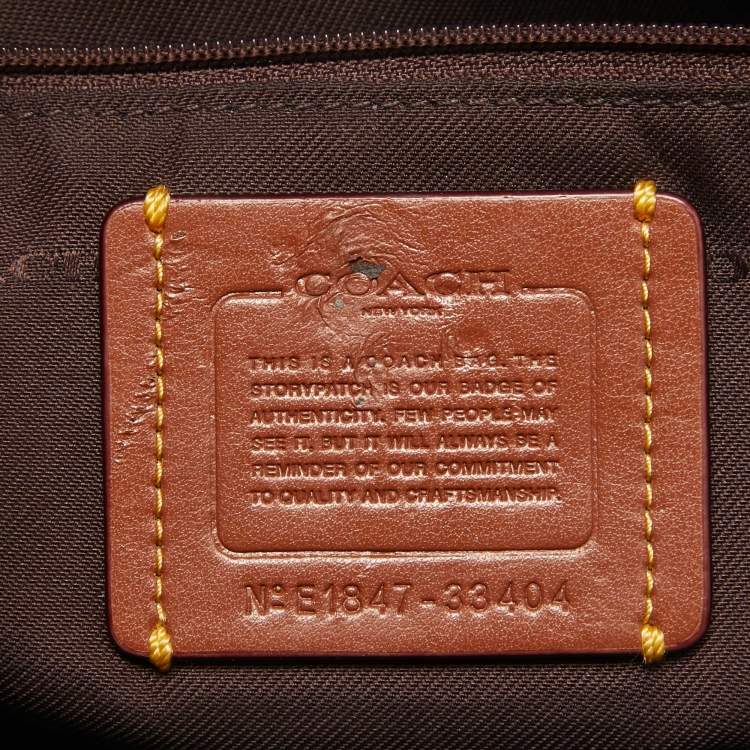 COACH
NEW YORK
THIS IS A COACH BAG. THE
STORYPATCH IS OUR BADGE OF
AUTHENTICITY. FEW PEOPLE MAY
SEE IT, BUT IT WILL ALWAYS BE A
REMINDER OF OUR COMMITMENT
TO QUALITY AND CRAFTSMANSHIP.
Nº E1847-33404